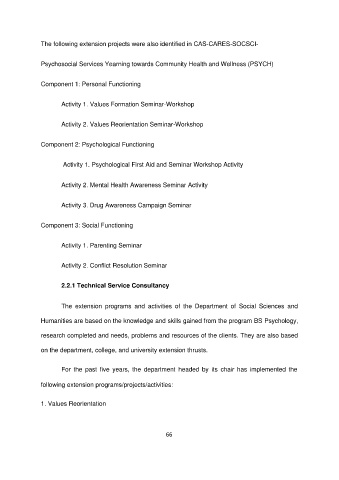 The following extension projects were also identified in CAS-CARES-SOCSCI-
Psychosocial Services Yearning towards Community Health and Wellness (PSYCH)
Component 1: Personal Functioning
Activity 1. Values Formation Seminar-Workshop
Activity 2. Values Reorientation Seminar-Workshop
Component 2: Psychological Functioning
Activity 1. Psychological First Aid and Seminar Workshop Activity
Activity 2. Mental Health Awareness Seminar Activity
Activity 3. Drug Awareness Campaign Seminar
Component 3: Social Functioning
Activity 1. Parenting Seminar
Activity 2. Conflict Resolution Seminar
2.2.1 Technical Service Consultancy
The extension programs and activities of the Department of Social Sciences and
Humanities are based on the knowledge and skills gained from the program BS Psychology,
research completed and needs, problems and resources of the clients. They are also based
on the department, college, and university extension thrusts.
For the past five years, the department headed by its chair has implemented the
following extension programs/projects/activities:
1. Values Reorientation
66